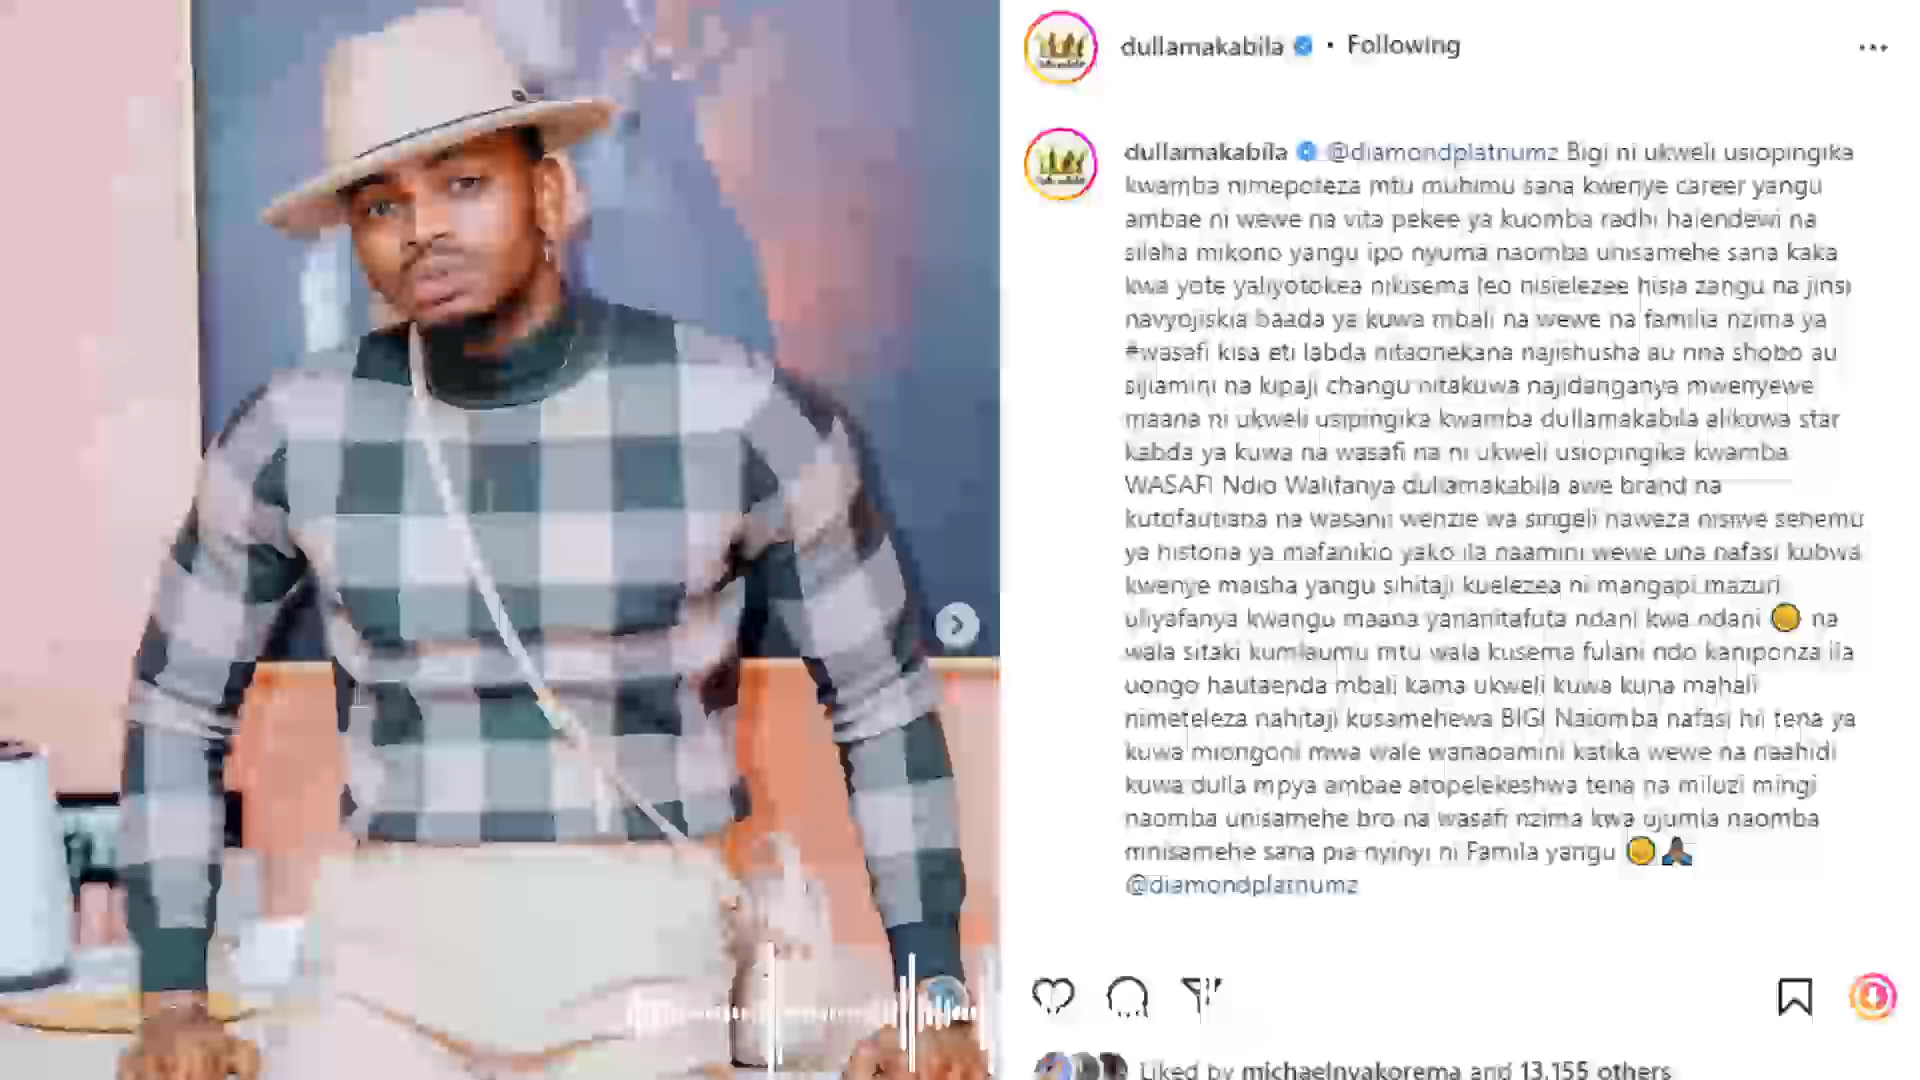 dullamakabila • Following
dullamakabila @diamondplatnumz Bigi ni ukweli usiopingika
kwamba nimepoteza mtu muhimu sana kwenye career yangu
ambae ni wewe na vita pekee ya kuomba radhi haiendewi na
silaha mikono yangu ipo nyuma naomba unisamehe sana kaka
kwa yote yaliyotokea nikisema leo nisielezee hisia zangu na jinsi
navyojiskia baada ya kuwa mbali na wewe na familia nzima ya
#wasafi kisa eti labda nitaonekana najishusha au nna shobo au
sijiamini na kipaji changu nitakuwa najidanganya mwenyewe
maana ni ukweli usipingika kwamba dullamakabila alikuwa star
kabda ya kuwa na wasafi na ni ukweli usiopingika kwamba
WASAFI Ndio Walifanya dullamakabila awe brand na
kutofautiana na wasanii wenzie wa singeli naweza nisiwe sehemu
ya historia ya mafanikio yako ila naamini wewe una nafasi kubwa
kwenye maisha yangu sihitaji kuelezea ni mangapi mazuri
uliyafanya kwangu maana yananitafuta ndani kwa ndani na
wala sitaki kumlaumu mtu wala kusema fulani ndo kaniponza ila
uongo hautaenda mbali kama ukweli kuwa kuna mahali
nimeteleza nahitaji kusamehewa BIGI Naiomba nafasi hii tena ya
kuwa miongoni mwa wale wanaoamini katika wewe na naahidi
kuwa dulla mpya ambae atopelekeshwa tena na miluzi mingi
naomba unisamehe bro na wasafi nzima kwa ujumla naomba
mnisamehe sana pia nyinyi ni Famila yangu
@diamondplatnumz
Liked by michaelnyakorema and 13,155 others